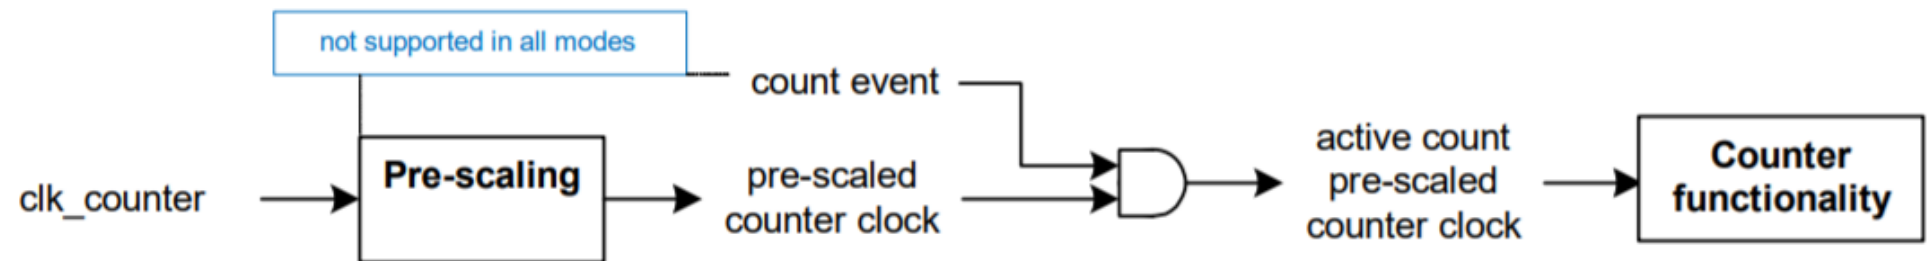 not supported in all modes
count event
clk_counter
Pre-scaling
pre-scaled
counter clock
active count
pre-scaled
counter clock
Counter
functionality